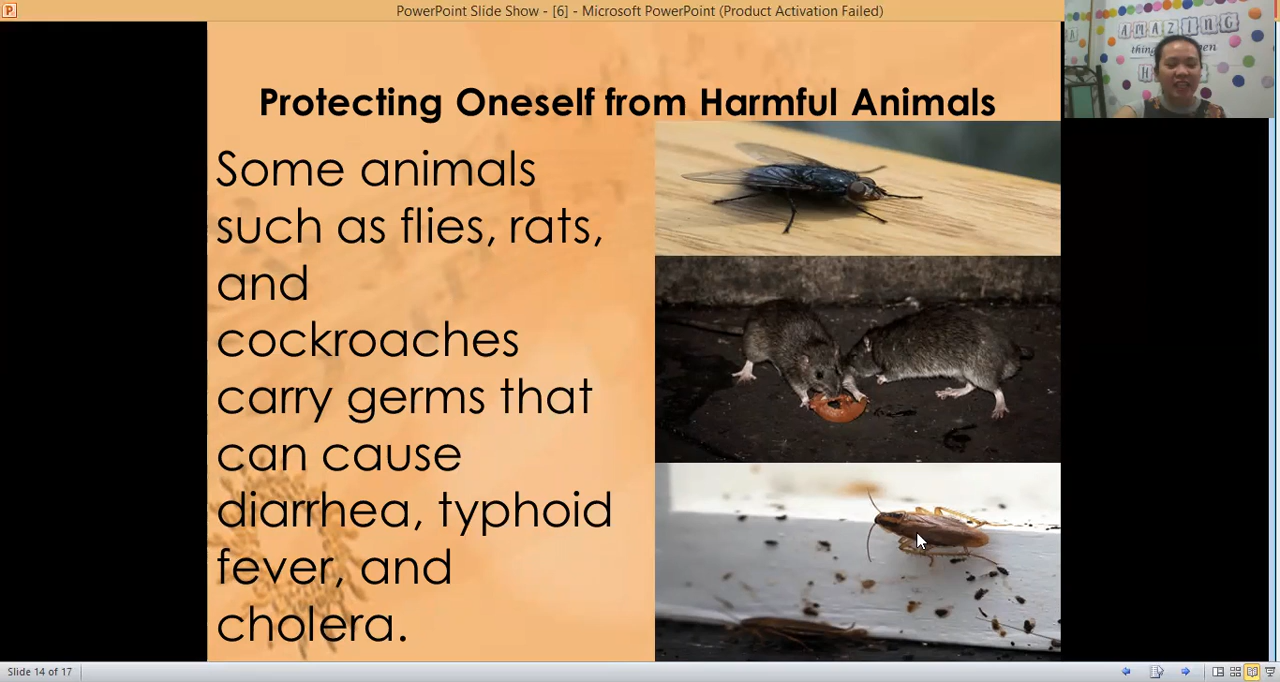 PowerPoint Slide Show - [6] - Microsoft PowerPoint (Product Activation Failed)
AMAZING
Protecting Oneself from Harmful Animals
Some animals
such as flies, rats,
and
cockroaches
carry germs that
can cause
diarrhea, typhoid
fever, and
cholera.
Slide 14 of 17